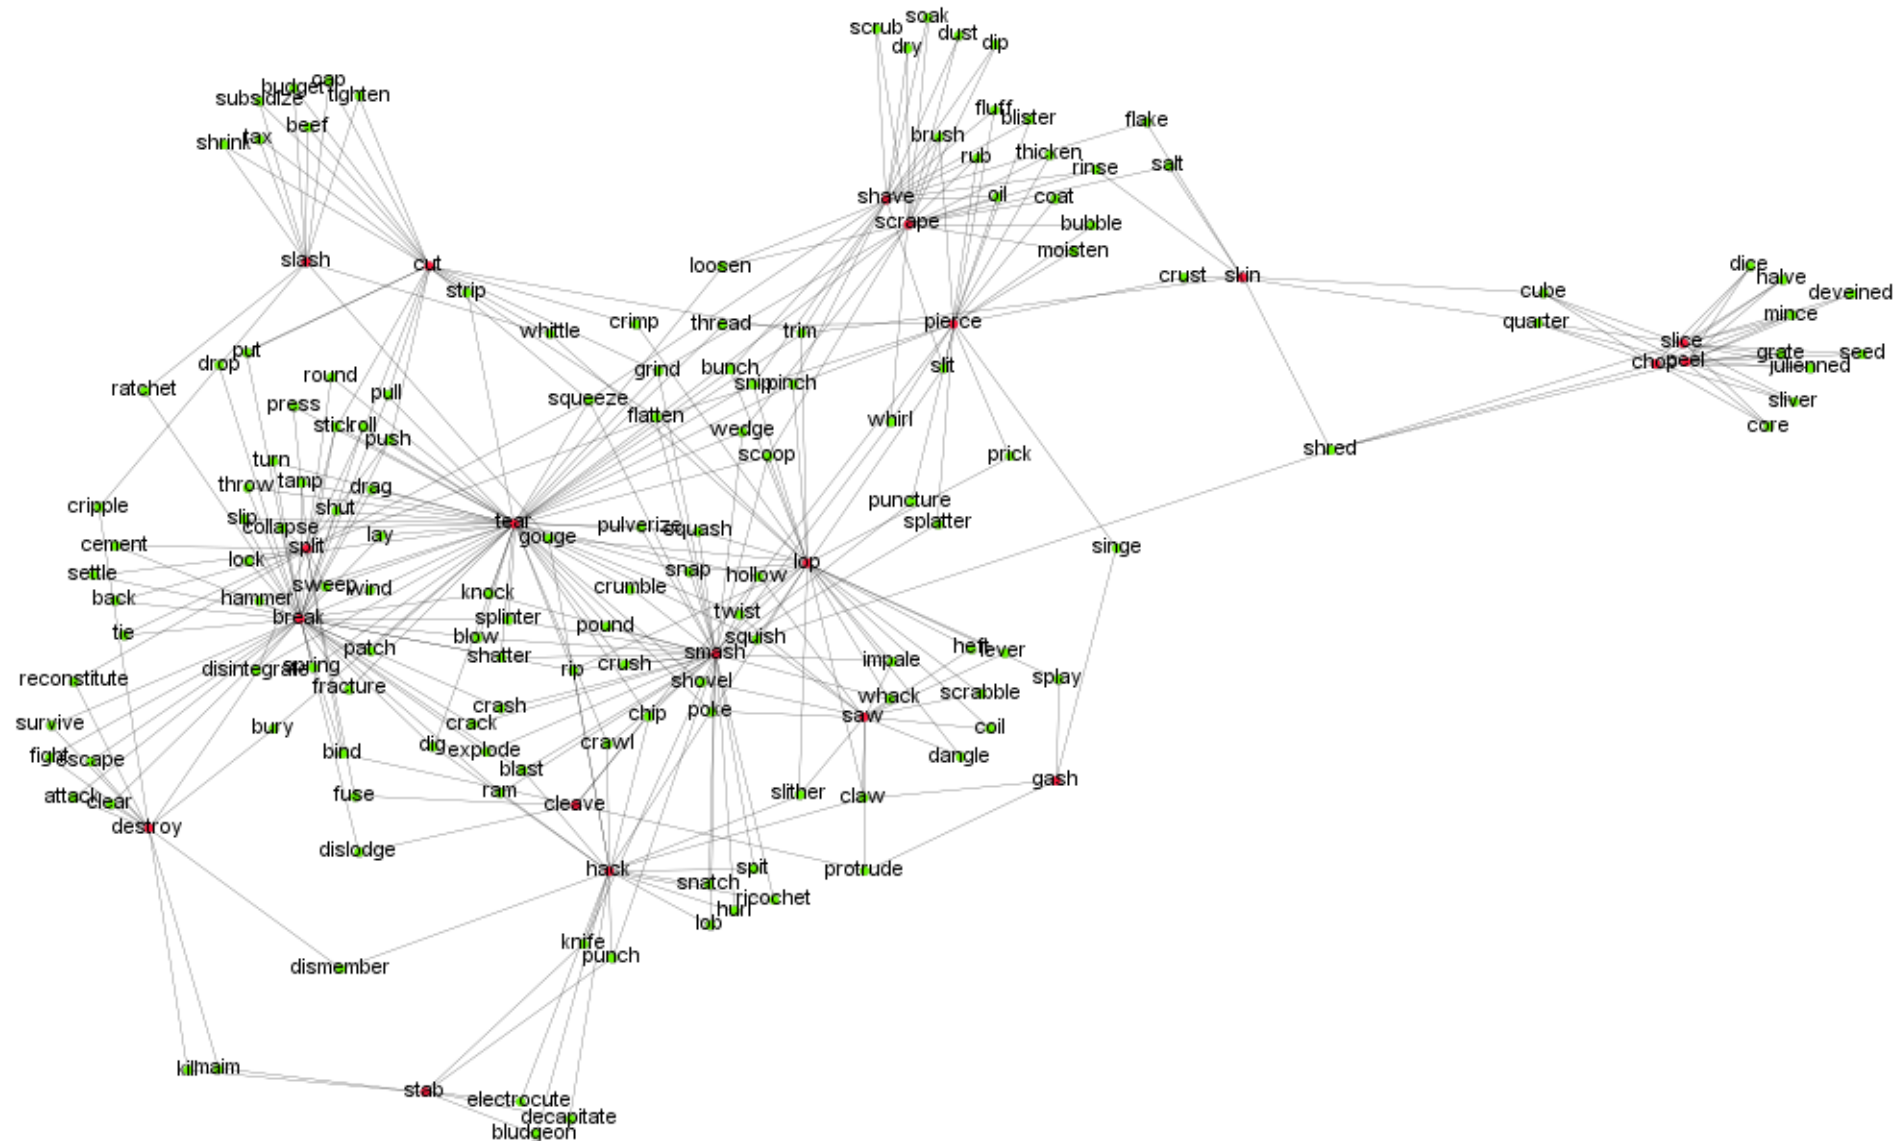 soak
scrub
dust
dry
dip
cap
budget
tighten
subsidize
fluff
blister
flake
beef
tax
shrink
brush
rub
thicken
rinse
salt
shave
oil
coat
scrape
bubble
moisten
slash
cut
loosen
crust
skin
dice
halve
strip
cube
deveined
whittle
crimp
thread
trim
pierce
quarter
mince
slice
put
drop
grind
bunch
slit
chop
peel
grate
seed
julienned
ratchet
round
pull
snip
pinch
press
squeeze
sliver
stick
roll
flatten
whirl
core
push
wedge
turn
scoop
prick
shred
throw
tamp
drag
cripple
shut
puncture
slip
collapse
tear
pulverize
squash
splatter
cement
split
lay
gouge
singe
lock
lop
settle
snap
hollow
sweep
wind
crumble
back
hammer
knock
break
splinter
twist
tie
blow
pound
squish
patch
shatter
smash
heft
lever
reconstitute
disintegrate
spring
rip
crush
impale
fracture
shovel
splay
survive
bury
crash
crack
chip
poke
whack
scrabble
saw
coil
fight
escape
bind
dig
explode
crawl
dangle
blast
gash
attack
clear
fuse
ram
cleave
slither
claw
destroy
dislodge
hack
spit
protrude
snatch
ricochet
hurl
lob
knife
dismember
punch
kill
maim
stab
electrocute
decapitate
bludgeon